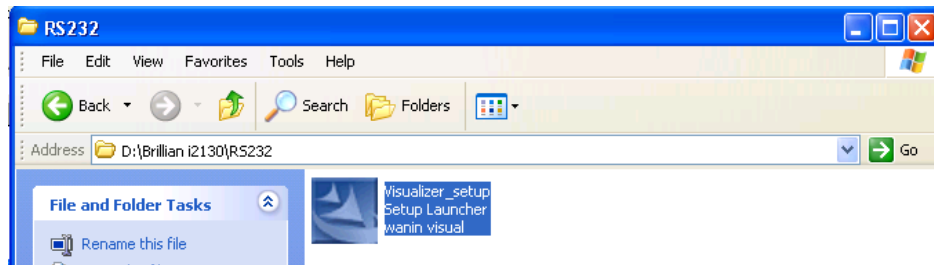 RS232
File Edit View Favorites Tools Help
Back Search Folders
Address D:\Brillian i2130\RS232 Go
File and Folder Tasks
Visualizer_setup
Setup Launcher
wanin visual
Rename this file